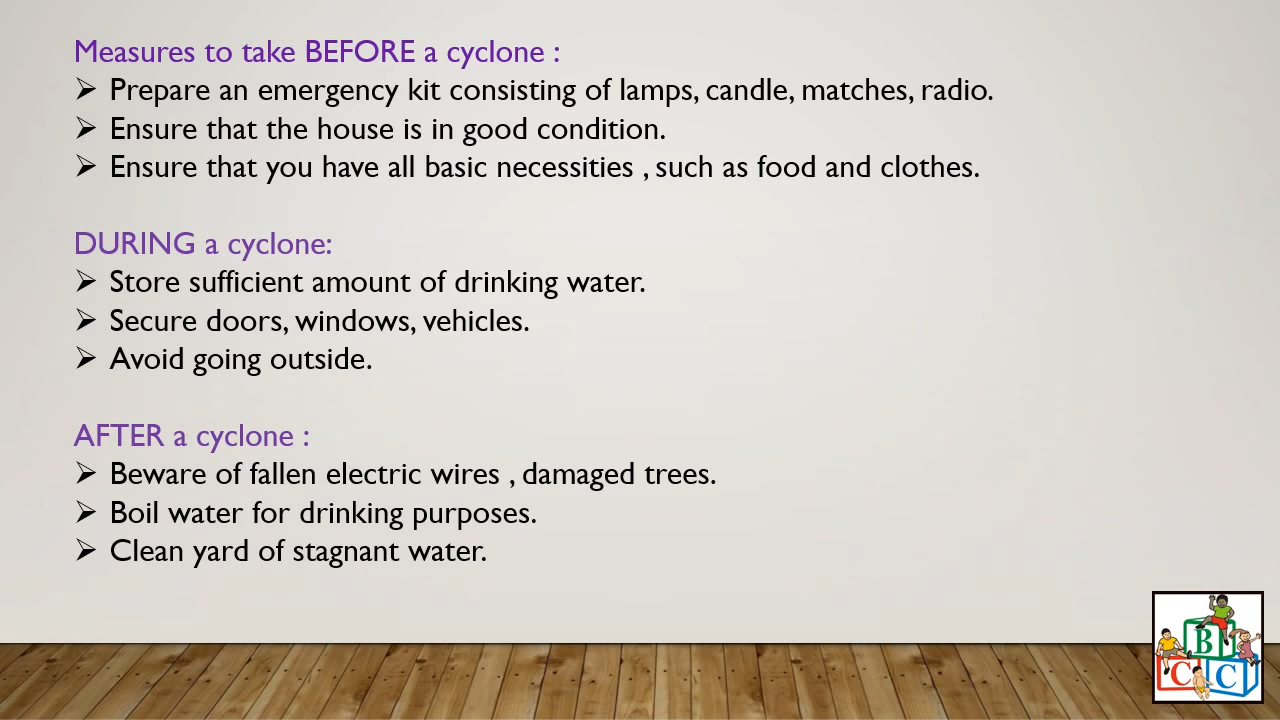 Measures to take BEFORE a cyclone :
➢ Prepare an emergency kit consisting of lamps, candle, matches, radio.
➢ Ensure that the house is in good condition.
➢ Ensure that you have all basic necessities , such as food and clothes.
DURING a cyclone:
➢ Store sufficient amount of drinking water.
➢ Secure doors, windows, vehicles.
➢ Avoid going outside.
AFTER a cyclone :
➢ Beware of fallen electric wires , damaged trees.
➢ Boil water for drinking purposes.
➢ Clean yard of stagnant water.
B
C C